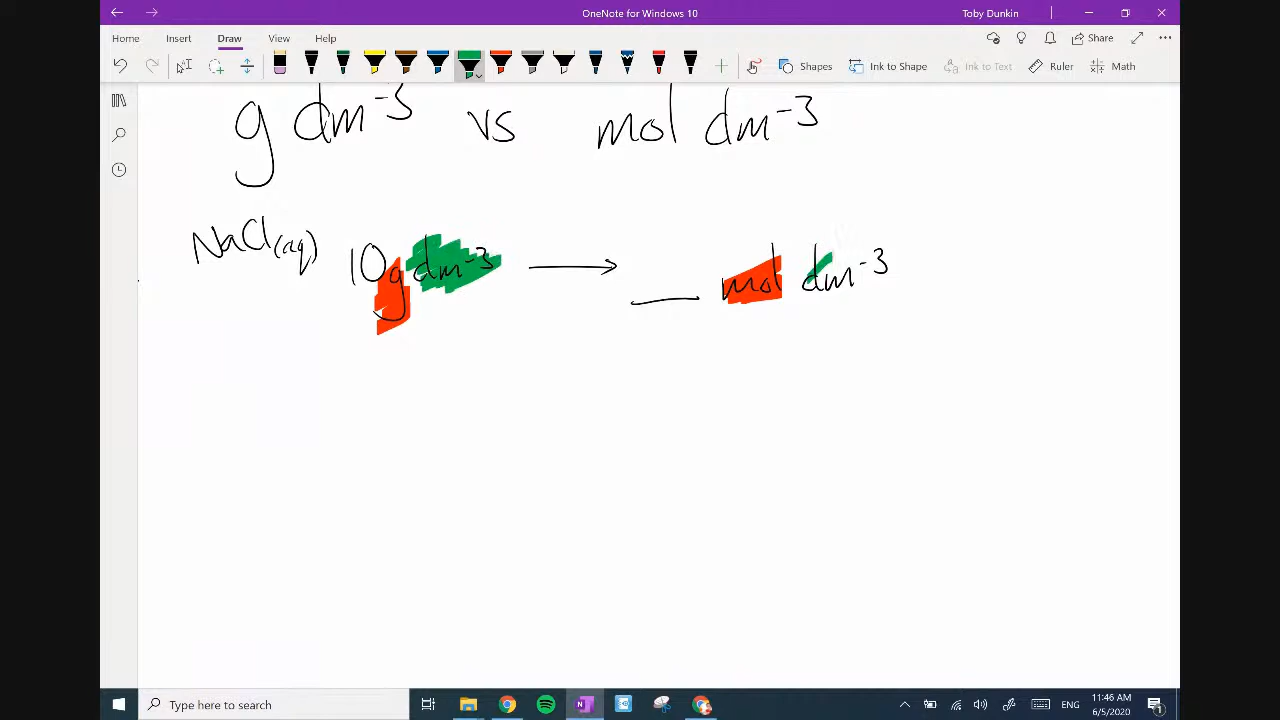 OneNote for Windows 10
Toby Dunkin
Home Insert Draw View Help
Share
Shapes Ink to Shape Ink to Text Ruler Math
g dm-3 vs mol dm-3
NaCl(aq) 10g dm-3 → ___ mol dm-3
Type here to search
ENG
11:46 AM
6/5/2020
1